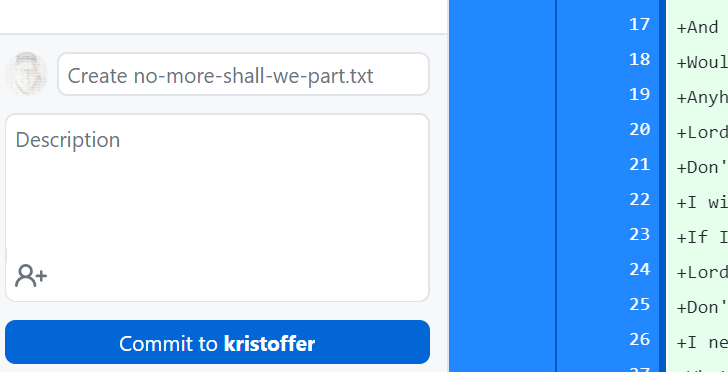 Create no-more-shall-we-part.txt
Description
Commit to kristoffer
17 +And
18 +Woul
19 +Anyh
20 +Lord
21 +Don'
22 +I wi
23 +If I
24 +Lord
25 +Don'
26 +I ne